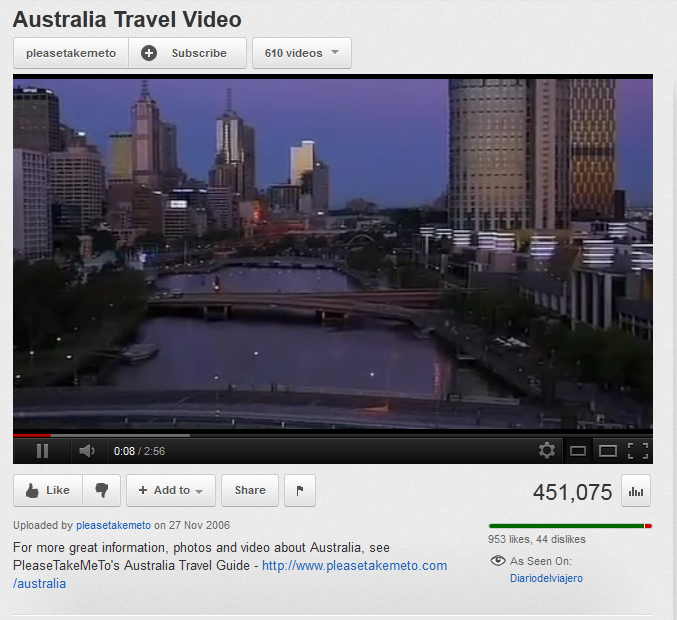 Australia Travel Video
pleasetakemeto Subscribe 610 videos
0:08 / 2:56
Like + Add to Share 451,075
Uploaded by pleasetakemeto on 27 Nov 2006
953 likes, 44 dislikes
For more great information, photos and video about Australia, see
PleaseTakeMeTo's Australia Travel Guide - http://www.pleasetakemeto.com
/australia
As Seen On:
Diariodelviajero